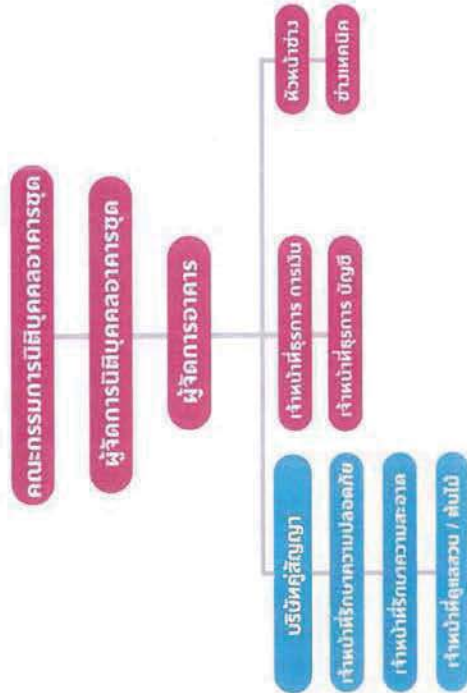 คณะกรรมการนิติบุคคลอาคารชุด
ผู้จัดการนิติบุคคลอาคารชุด
ผู้จัดการอาคาร
บริษัทคู่สัญญา
เจ้าหน้าที่รักษาความปลอดภัย
เจ้าหน้าที่รักษาความสะอาด
เจ้าหน้าที่ดูแลสวน / ต้นไม้
เจ้าหน้าที่ธุรการ การเงิน
เจ้าหน้าที่ธุรการ บัญชี
หัวหน้าช่าง
ช่างเทคนิค